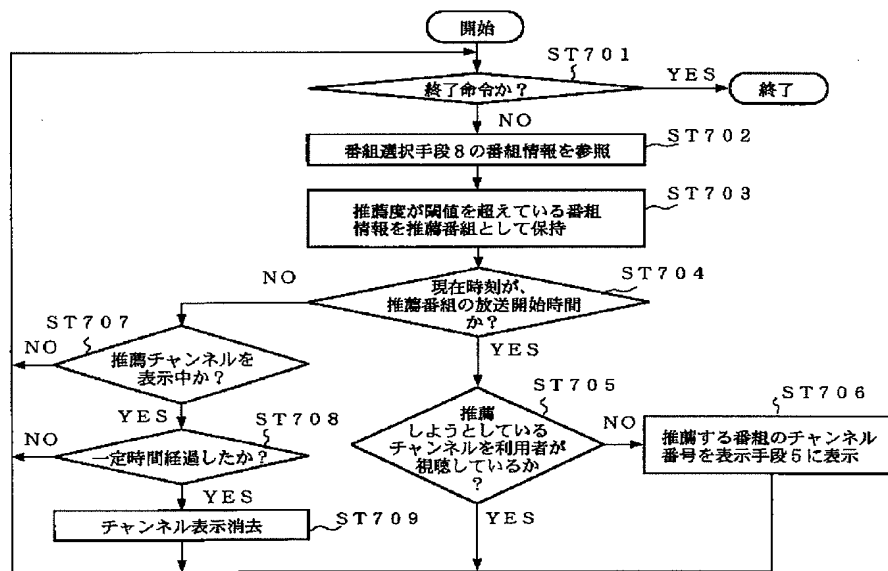 開始
ST701
終了命令か?
YES
終了
NO
番組選択手段8の番組情報を参照
ST702
推薦度が閾値を超えている番組
情報を推薦番組として保持
ST703
現在時刻が、
推薦番組の放送開始時間
か?
ST704
NO
YES
ST707
推薦チャンネルを
表示中か?
NO
YES
ST708
一定時間経過したか?
NO
YES
チャンネル表示消去
ST709
ST705
推薦
しようとしている
チャンネルを利用者が
視聴しているか
?
NO
YES
ST706
推薦する番組のチャンネル
番号を表示手段5に表示